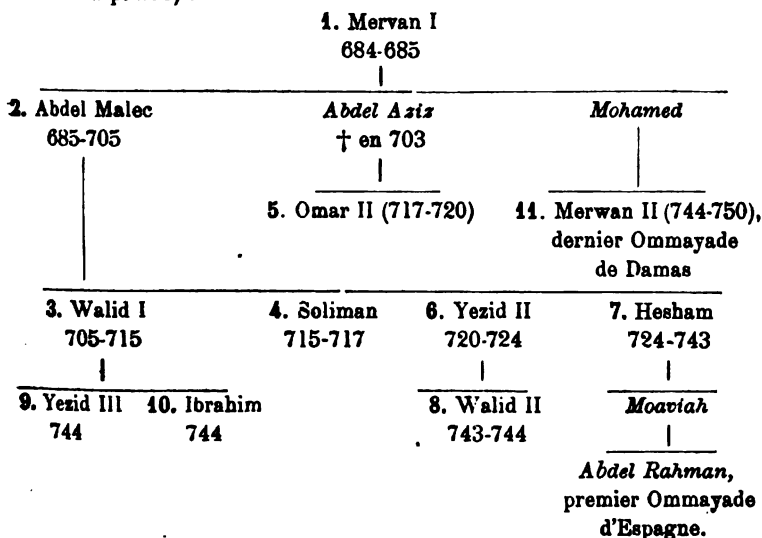 1. Mervan I
684-685
2. Abdel Malec
685-705
Abdel Aziz
† en 703
Mohamed
5. Omar II (717-720)
11. Merwan II (744-750),
dernier Ommayade
de Damas
3. Walid I
705-715
4. Soliman
715-717
6. Yezid II
720-724
7. Hesham
724-743
9. Yezid III
744
10. Ibrahim
744
8. Walid II
743-744
Moaviah
Abdel Rahman,
premier Ommayade
d'Espagne.